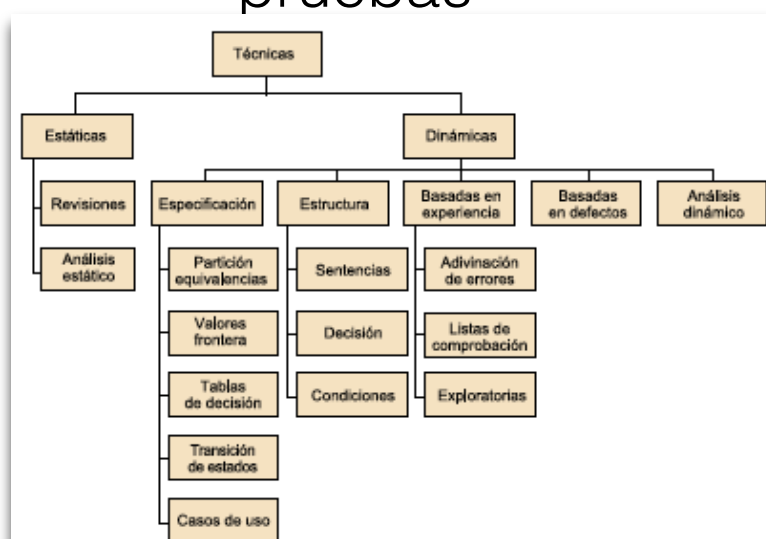 pruebas
Técnicas
Estáticas
Dinámicas
Revisiones
Especificación
Estructura
Basadas en
experiencia
Basadas
en defectos
Análisis
dinámico
Análisis
estático
Partición
equivalencias
Sentencias
Adivinación
de errores
Valores
frontera
Decisión
Listas de
comprobación
Tablas
de decisión
Condiciones
Exploratorias
Transición
de estados
Casos de uso